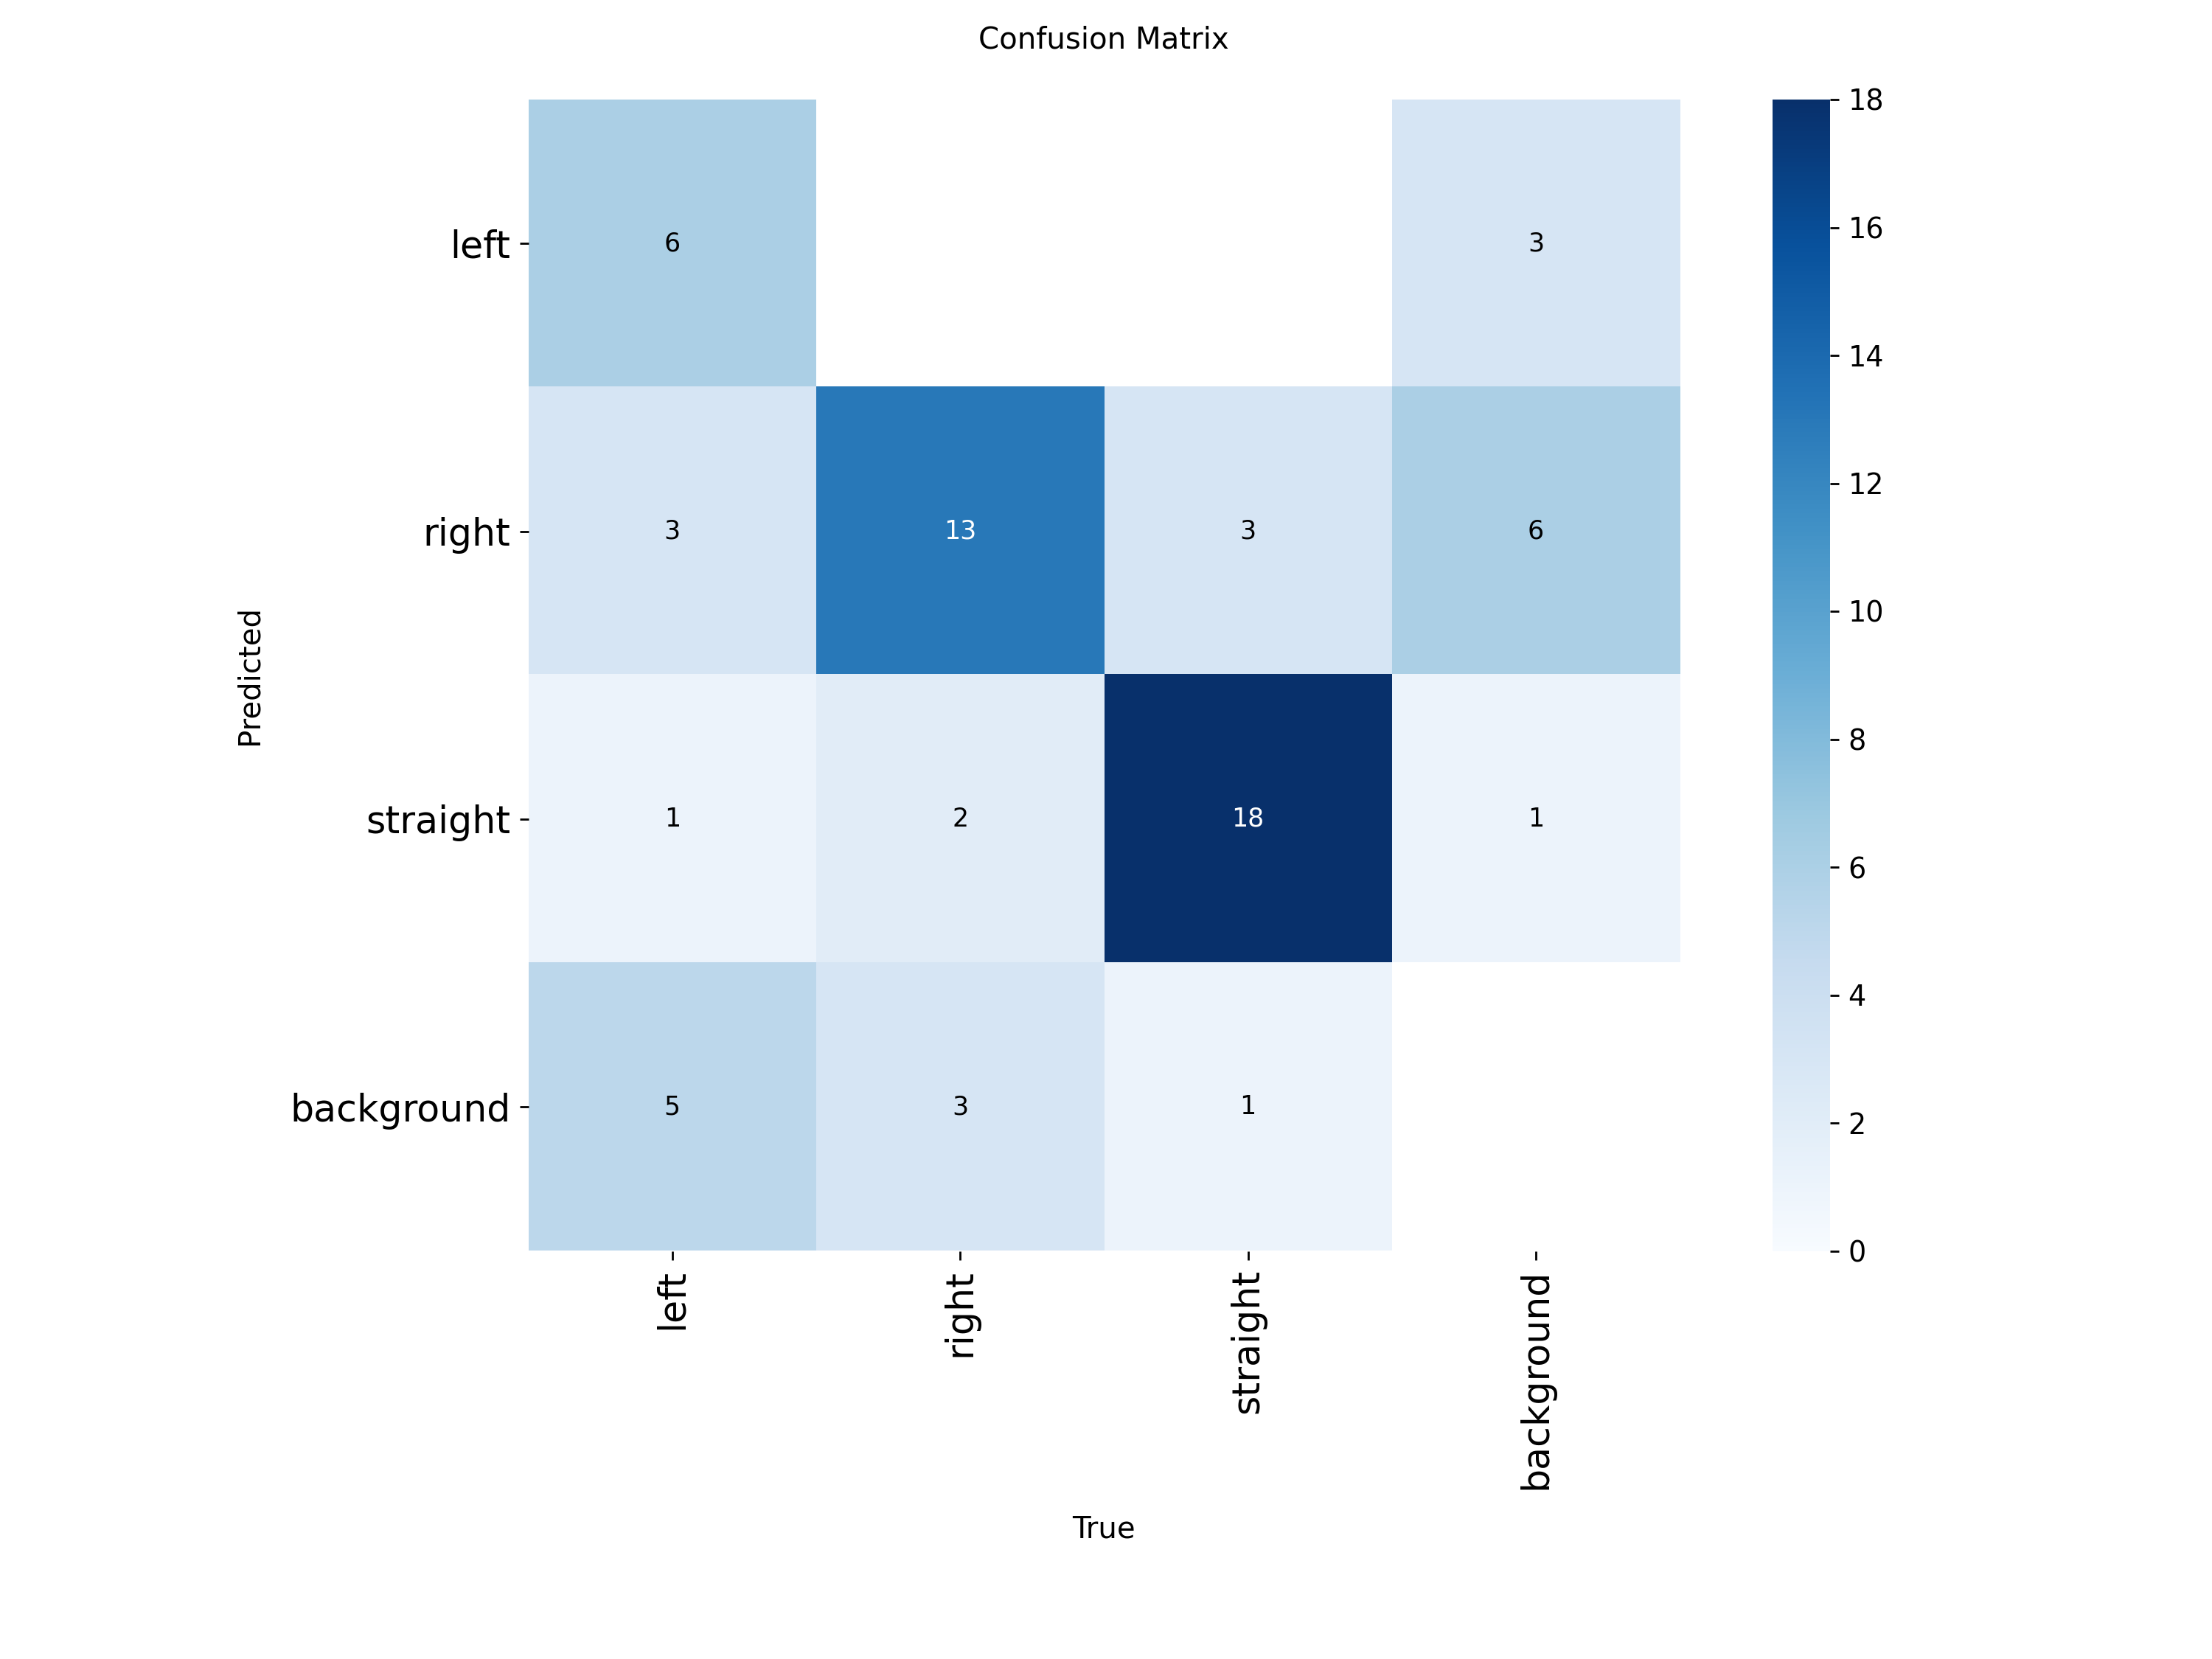 Confusion Matrix
18
16
14
12
10
8
6
4
2
0
Predicted
left 6 3
right 3 13 3 6
straight 1 2 18 1
background 5 3 1
left right straight background
True